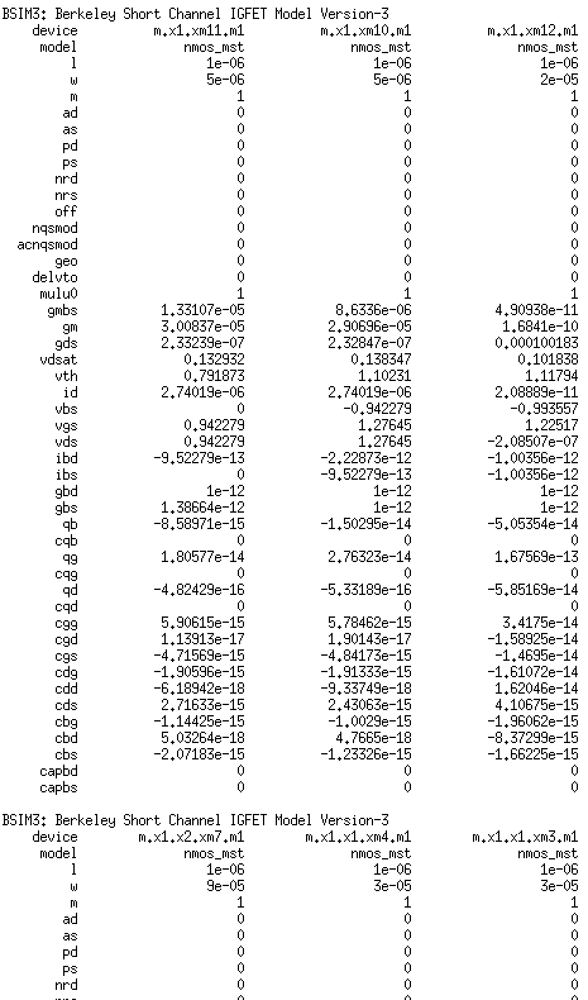 BSIM3: Berkeley Short Channel IGFET Model Version-3
device m.x1.xm11.m1 m.x1.xm10.m1 m.x1.xm12.m1
model nmos_mst nmos_mst nmos_mst
l 1e-06 1e-06 1e-06
w 5e-06 5e-06 2e-05
m 1 1 1
ad 0 0 0
as 0 0 0
pd 0 0 0
ps 0 0 0
nrd 0 0 0
nrs 0 0 0
off 0 0 0
nqsmod 0 0 0
acnqsmod 0 0 0
geo 0 0 0
delvto 0 0 0
mulu0 1 1 1
gmbs 1.33107e-05 8.6336e-06 4.90938e-11
gm 3.00837e-05 2.90696e-05 1.6841e-10
gds 2.33239e-07 2.32847e-07 0.000100183
vdsat 0.132932 0.138347 0.101838
vth 0.791873 1.10231 1.11794
id 2.74019e-06 2.74019e-06 2.08889e-11
vbs 0 -0.942279 -0.993557
vgs 0.942279 1.27645 1.22517
vds 0.942279 1.27645 -2.08507e-07
ibd -9.52279e-13 -2.22873e-12 -1.00356e-12
ibs 0 -9.52279e-13 -1.00356e-12
gbd 1e-12 1e-12 1e-12
gbs 1.38664e-12 1e-12 1e-12
qb -8.58971e-15 -1.50295e-14 -5.05354e-14
cqb 0 0 0
qg 1.80577e-14 2.76323e-14 1.67569e-13
cqg 0 0 0
qd -4.82429e-16 -5.33189e-16 -5.85169e-14
cqd 0 0 0
cgg 5.90615e-15 5.78462e-15 3.4175e-14
cgd 1.13913e-17 1.90143e-17 -1.58925e-14
cgs -4.71569e-15 -4.84173e-15 -1.4695e-14
cdg -1.90596e-15 -1.91333e-15 -1.61072e-14
cdd -6.18942e-18 -9.33749e-18 1.62046e-14
cds 2.71633e-15 2.43063e-15 4.10675e-15
cbg -1.14425e-15 -1.0029e-15 -1.96062e-15
cbd 5.03264e-18 4.7665e-18 -8.37299e-15
cbs -2.07183e-15 -1.23326e-15 -1.66225e-15
capbd 0 0 0
capbs 0 0 0
BSIM3: Berkeley Short Channel IGFET Model Version-3
device m.x1.x2.xm7.m1 m.x1.x1.xm4.m1 m.x1.x1.xm3.m1
model nmos_mst nmos_mst nmos_mst
l 1e-06 1e-06 1e-06
w 9e-05 3e-05 3e-05
m 1 1 1
ad 0 0 0
as 0 0 0
pd 0 0 0
ps 0 0 0
nrd 0 0 0